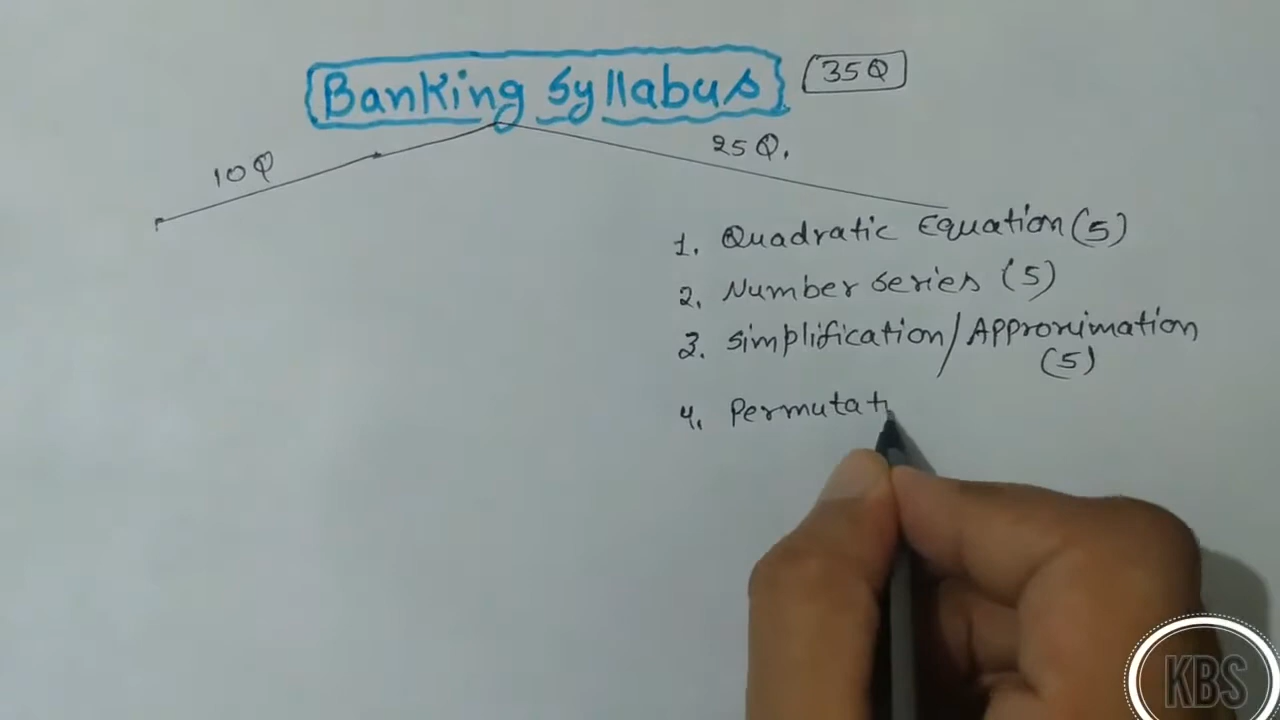 Banking Syllabus
35Q
10Q
25Q.
1. Quadratic Equation (5)
2. Number series (5)
3. Simplification/Approximation
(5)
4. Permutat
KBS